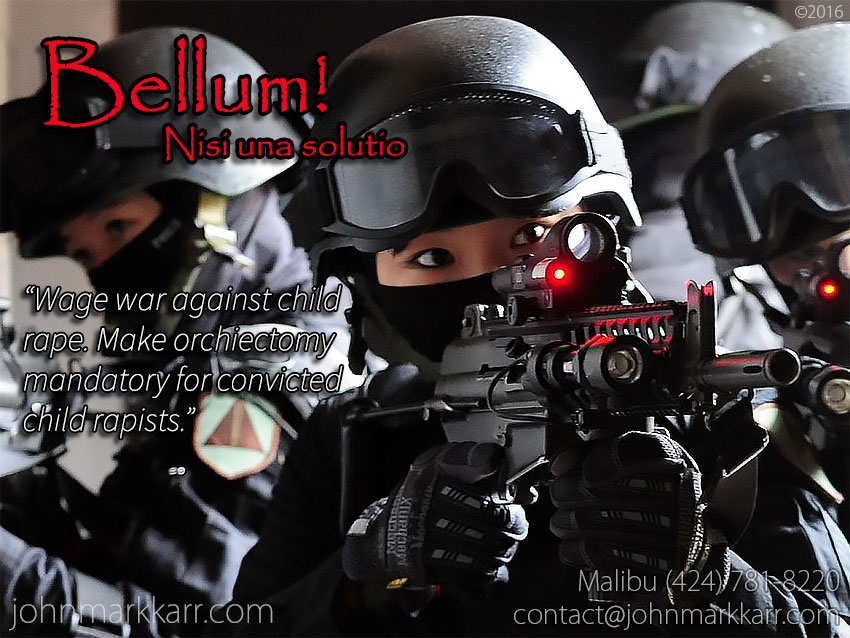 ©2016
Bellum!
Nisi una solutio
“Wage war against child
rape. Make orchiectomy
mandatory for convicted
child rapists.”
Mechanix
Malibu (424) 781-8220
johnmarkkarr.com
contact@johnmarkkarr.com